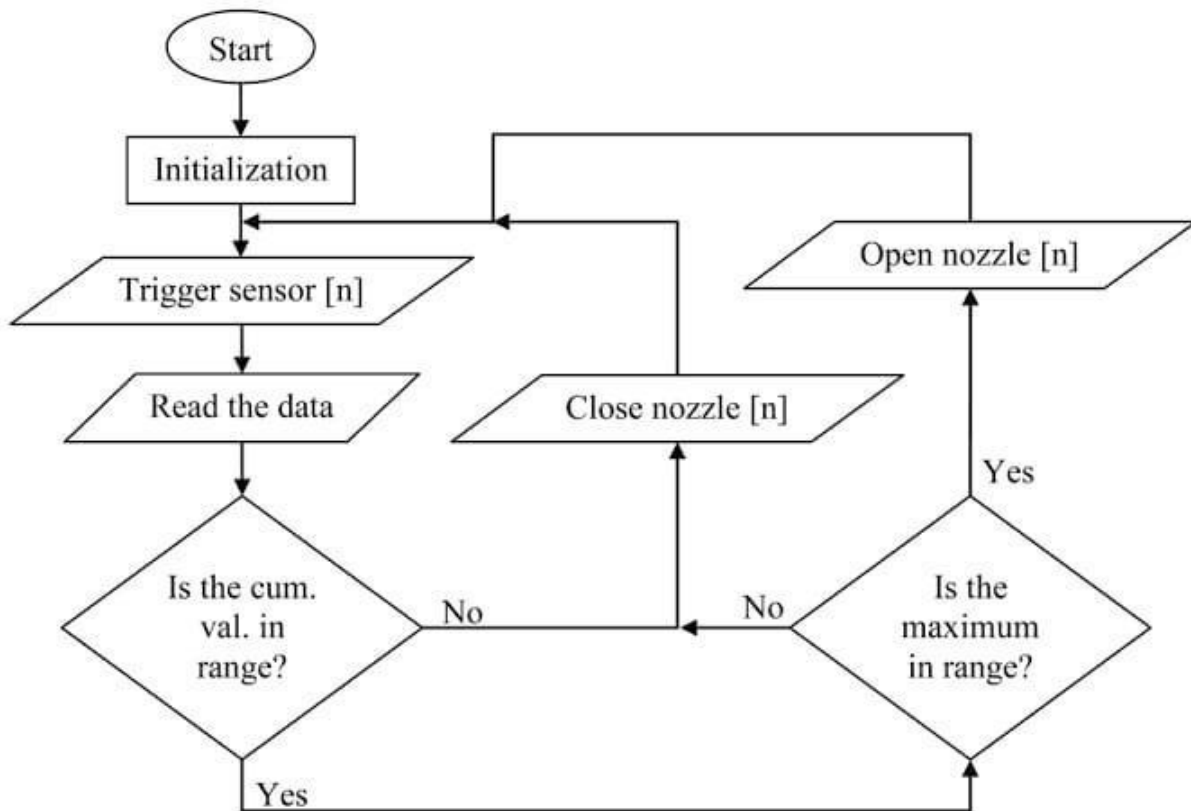 Start
Initialization
Trigger sensor [n]
Read the data
Is the cum.
val. in
range?
No
Yes
Close nozzle [n]
Open nozzle [n]
Yes
No
Is the
maximum
in range?